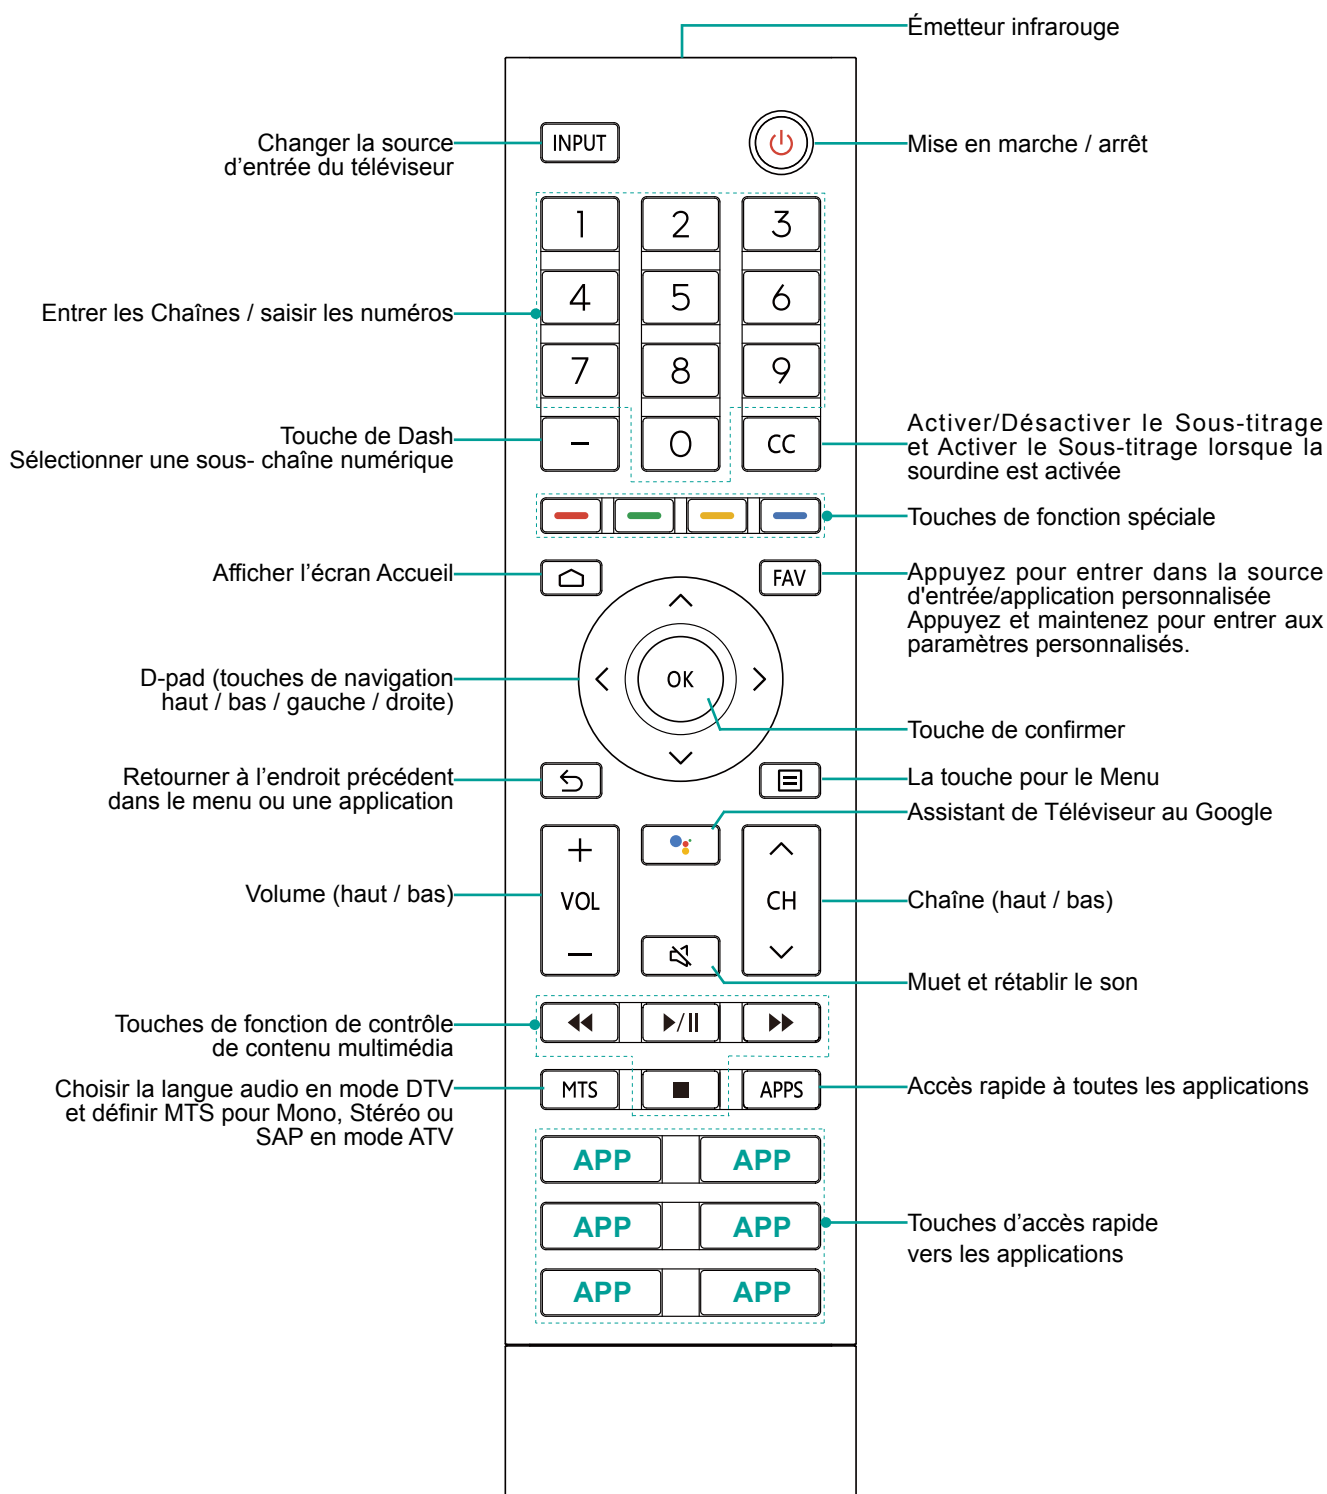 Émetteur infrarouge
Changer la source
d’entrée du téléviseur
INPUT
Mise en marche / arrêt
1 2 3
Entrer les Chaînes / saisir les numéros
4 5 6
7 8 9
Touche de Dash
Sélectionner une sous- chaîne numérique
– 0 CC
Activer/Désactiver le Sous-titrage
et Activer le Sous-titrage lorsque la
sourdine est activée
Touches de fonction spéciale
Afficher l’écran Accueil
FAV
Appuyez pour entrer dans la source
d'entrée/application personnalisée
Appuyez et maintenez pour entrer aux
paramètres personnalisés.
D-pad (touches de navigation
haut / bas / gauche / droite)
OK
Touche de confirmer
Retourner à l’endroit précédent
dans le menu ou une application
La touche pour le Menu
Assistant de Téléviseur au Google
Volume (haut / bas)
+
VOL
–
CH
Chaîne (haut / bas)
Muet et rétablir le son
Touches de fonction de contrôle
de contenu multimédia
Choisir la langue audio en mode DTV
et définir MTS pour Mono, Stéréo ou
SAP en mode ATV
MTS
APPS
Accès rapide à toutes les applications
APP APP
APP APP
APP APP
Touches d’accès rapide
vers les applications